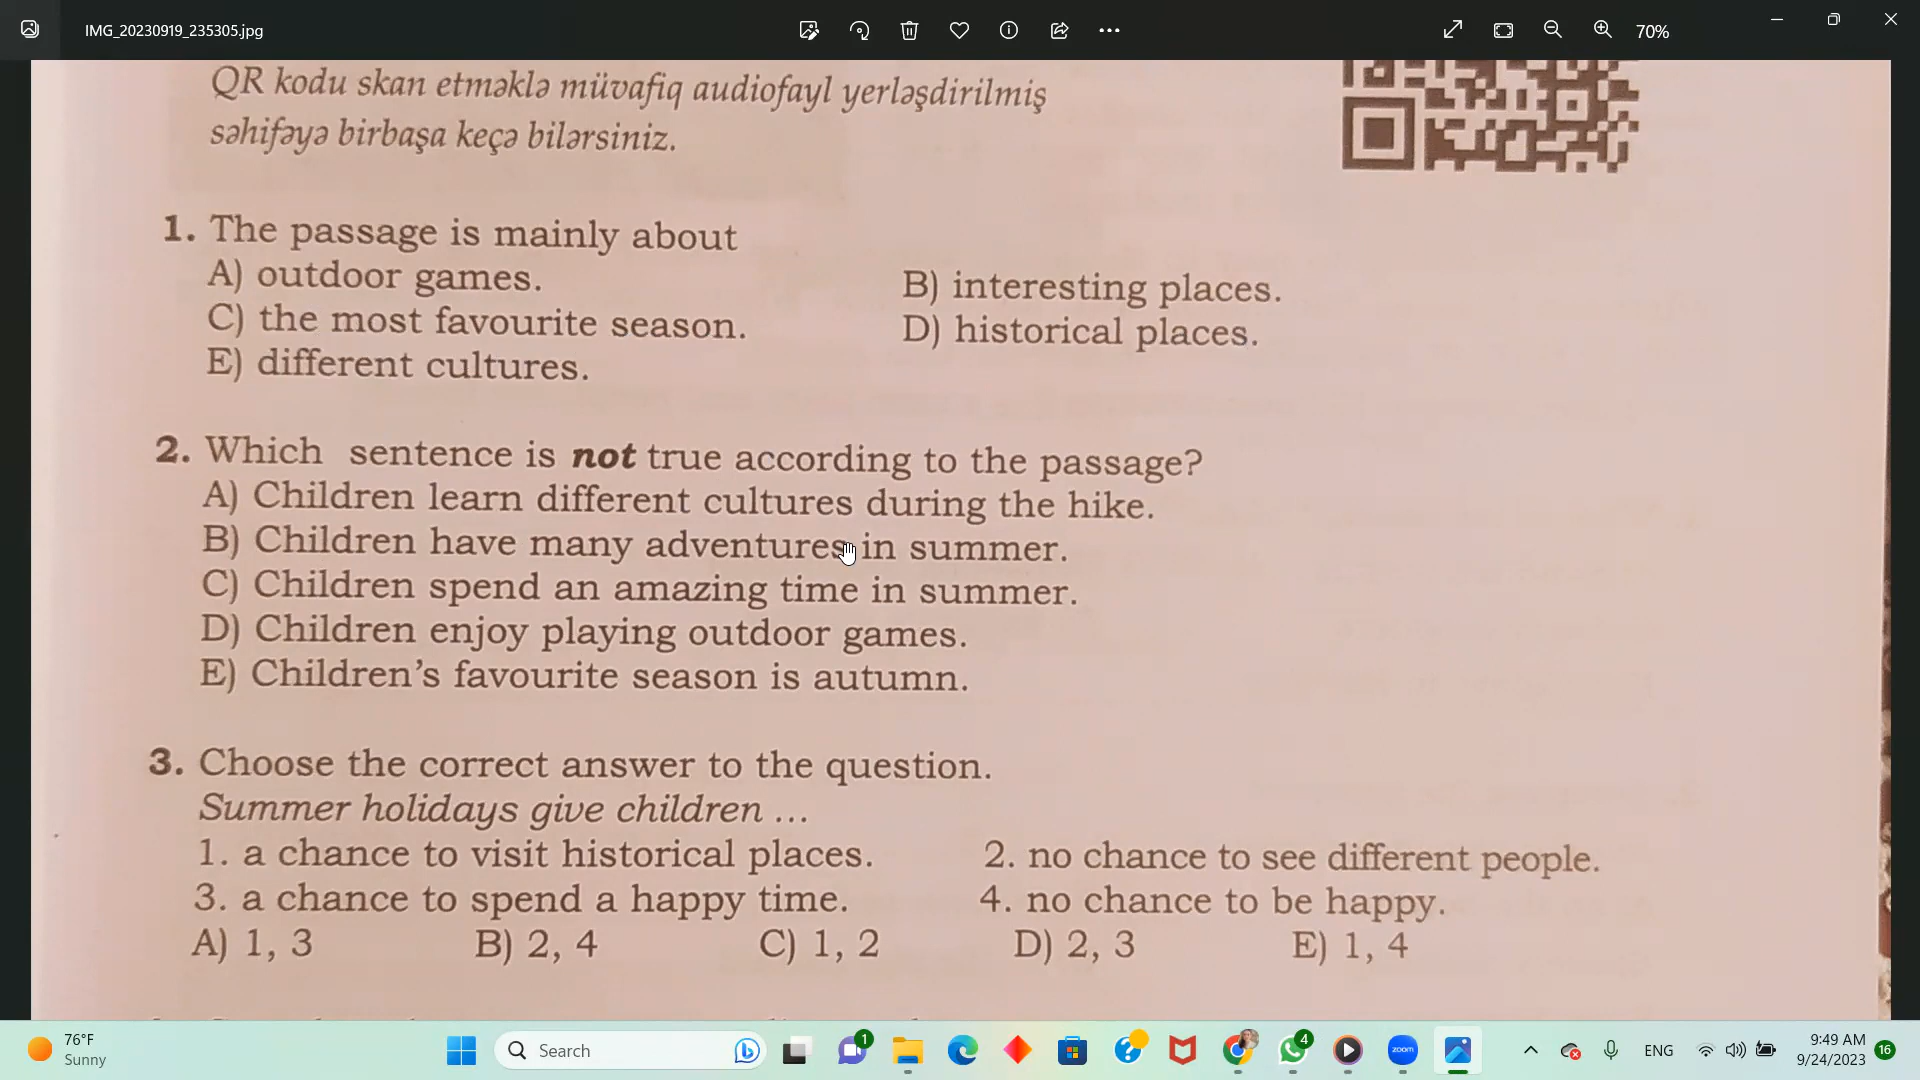 IMG_20230919_235305.jpg
70%
QR kodu skan etməklə müvafiq audiofayl yerləşdirilmiş
səhifəyə birbaşa keçə bilərsiniz.
1. The passage is mainly about
A) outdoor games.
B) interesting places.
C) the most favourite season.
D) historical places.
E) different cultures.
2. Which sentence is not true according to the passage?
A) Children learn different cultures during the hike.
B) Children have many adventures in summer.
C) Children spend an amazing time in summer.
D) Children enjoy playing outdoor games.
E) Children's favourite season is autumn.
3. Choose the correct answer to the question.
Summer holidays give children ...
1. a chance to visit historical places.
2. no chance to see different people.
3. a chance to spend a happy time.
4. no chance to be happy.
A) 1, 3 B) 2, 4 C) 1, 2 D) 2, 3 E) 1, 4
76°F
Sunny
Search
1
zoom
4
ENG
9:49 AM
9/24/2023
16